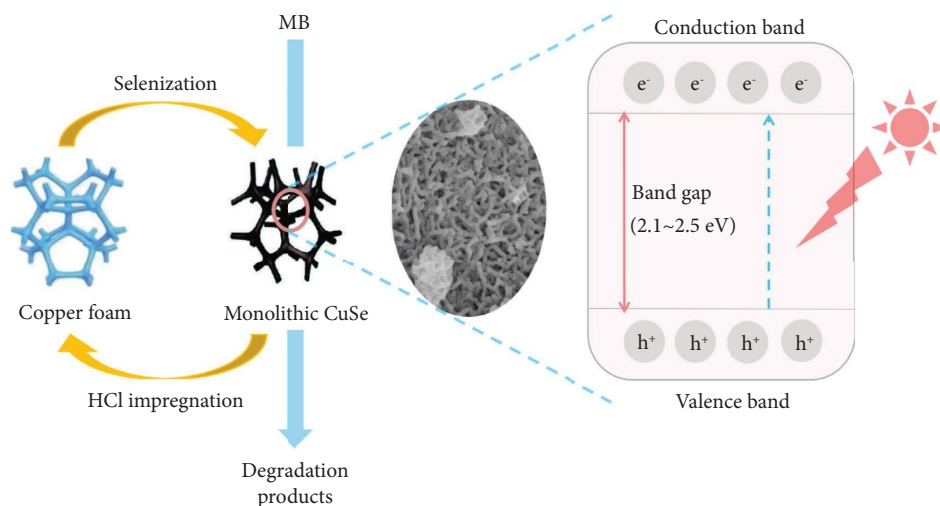 MB
Selenization
Copper foam
Monolithic CuSe
HCl impregnation
Degradation
products
Conduction band
e⁻ e⁻ e⁻ e⁻
Band gap
(2.1~2.5 eV)
h⁺ h⁺ h⁺ h⁺
Valence band